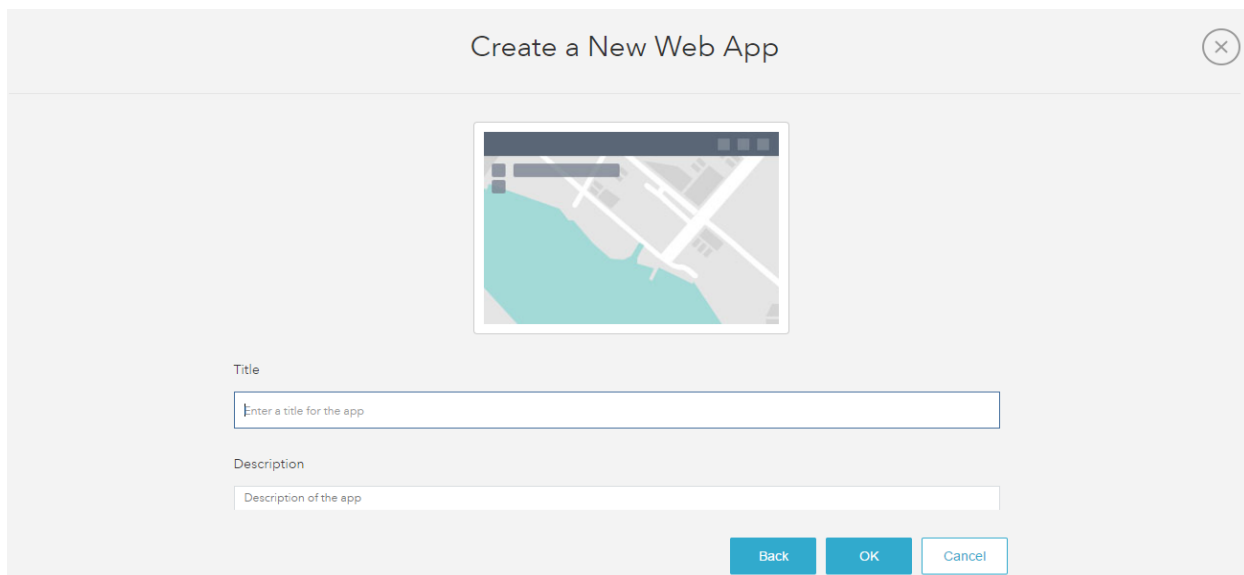 Create a New Web App
Title
Enter a title for the app
Description
Description of the app
Back
OK
Cancel